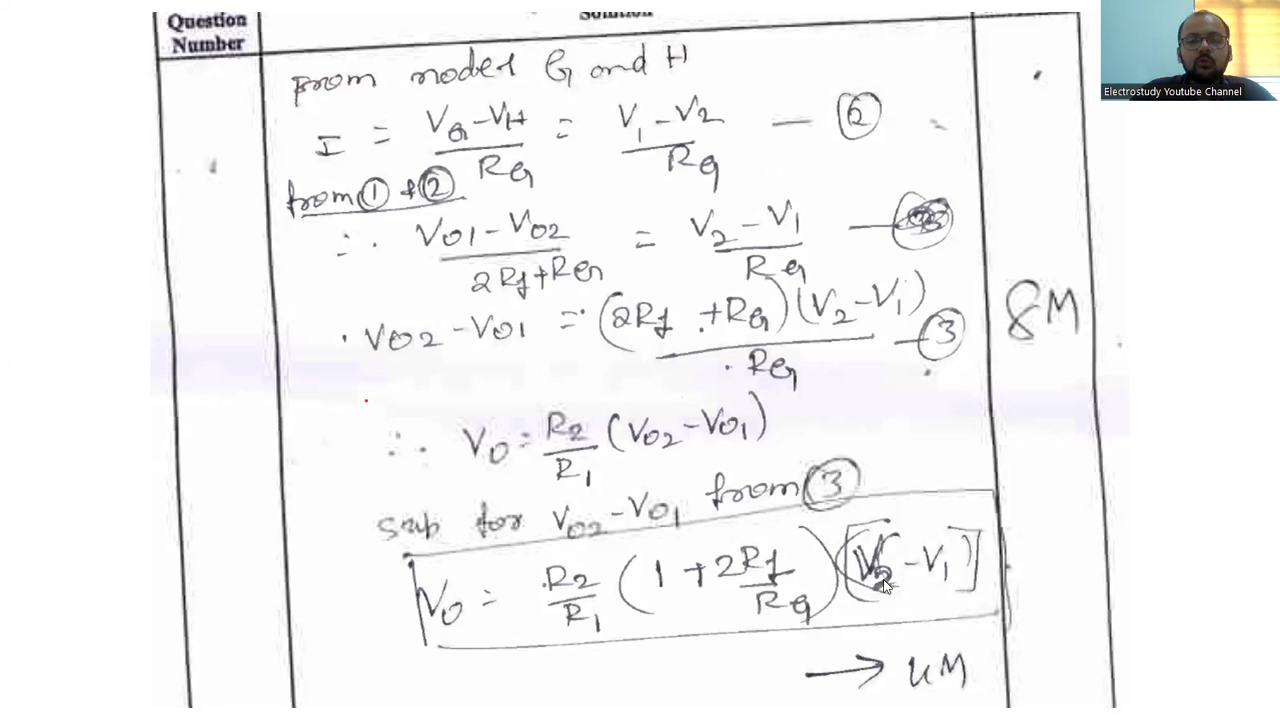 Question Number
Solution
From nodes G and H
I = (VG - VH)/RG = (V1 - V2)/RG — ②
from ① & ②
∴ (VO1 - VO2)/(2Rf + RG) = (V2 - V1)/RG —
VO2 - VO1 = (2Rf + RG)(V2 - V1)/RG — ③
8M
∴ VO = R2/R1 (VO2 - VO1)
sub for VO2 - VO1 from ③
VO = R2/R1 (1 + 2Rf/RG) [V2 - V1]
→ 4M
Electrostudy Youtube Channel